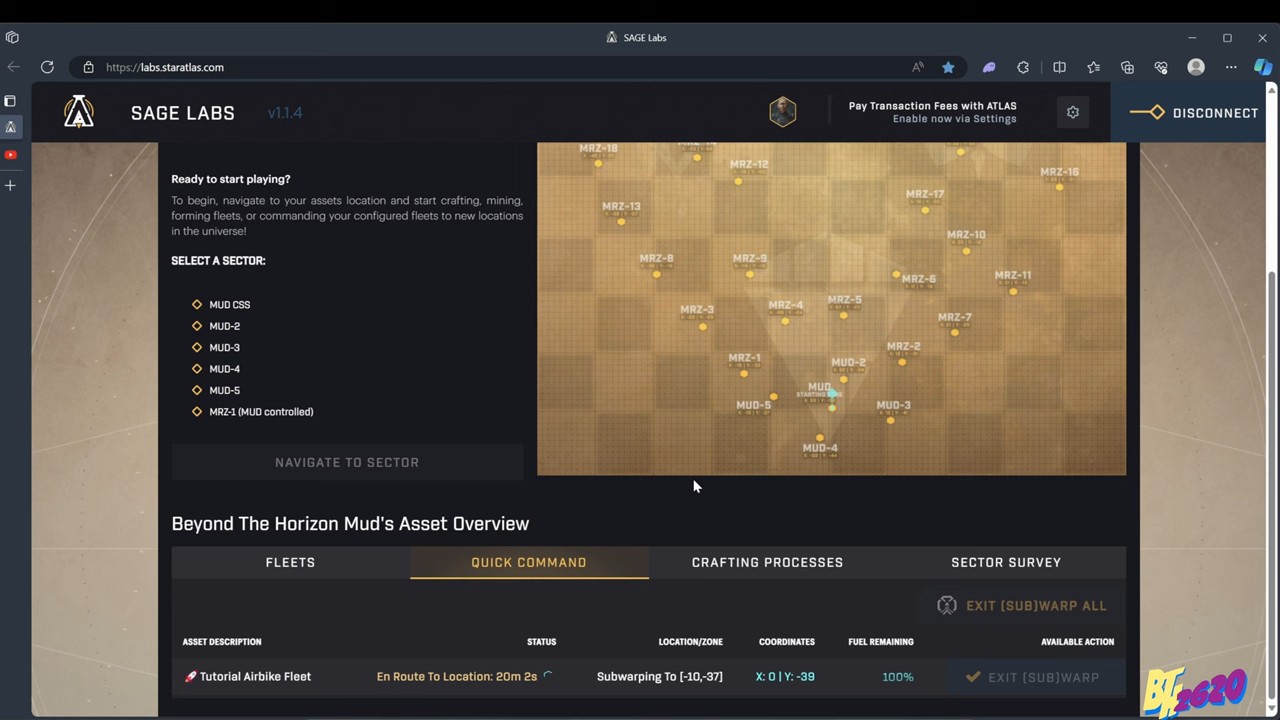 SAGE Labs
https://labs.staratlas.com
SAGE LABS v1.1.4
Pay Transaction Fees with ATLAS
Enable now via Settings
DISCONNECT
Ready to start playing?
To begin, navigate to your assets location and start crafting, mining,
forming fleets, or commanding your configured fleets to new locations
in the universe!
SELECT A SECTOR:
MUD CSS
MUD-2
MUD-3
MUD-4
MUD-5
MRZ-1 (MUD controlled)
NAVIGATE TO SECTOR
MRZ-18
MRZ-12
MRZ-16
MRZ-17
MRZ-13
MRZ-10
MRZ-8
MRZ-9
MRZ-6
MRZ-11
MRZ-3
MRZ-4
MRZ-5
MRZ-7
MRZ-2
MRZ-1
MUD-2
MUD
MUD-5
MUD-3
MUD-4
Beyond The Horizon Mud's Asset Overview
FLEETS QUICK COMMAND CRAFTING PROCESSES SECTOR SURVEY
EXIT (SUB)WARP ALL
ASSET DESCRIPTION STATUS LOCATION/ZONE COORDINATES FUEL REMAINING AVAILABLE ACTION
Tutorial Airbike Fleet En Route To Location: 20m 2s Subwarping To [-10,-37] X: 0 | Y: -39 100% EXIT (SUB)WARP